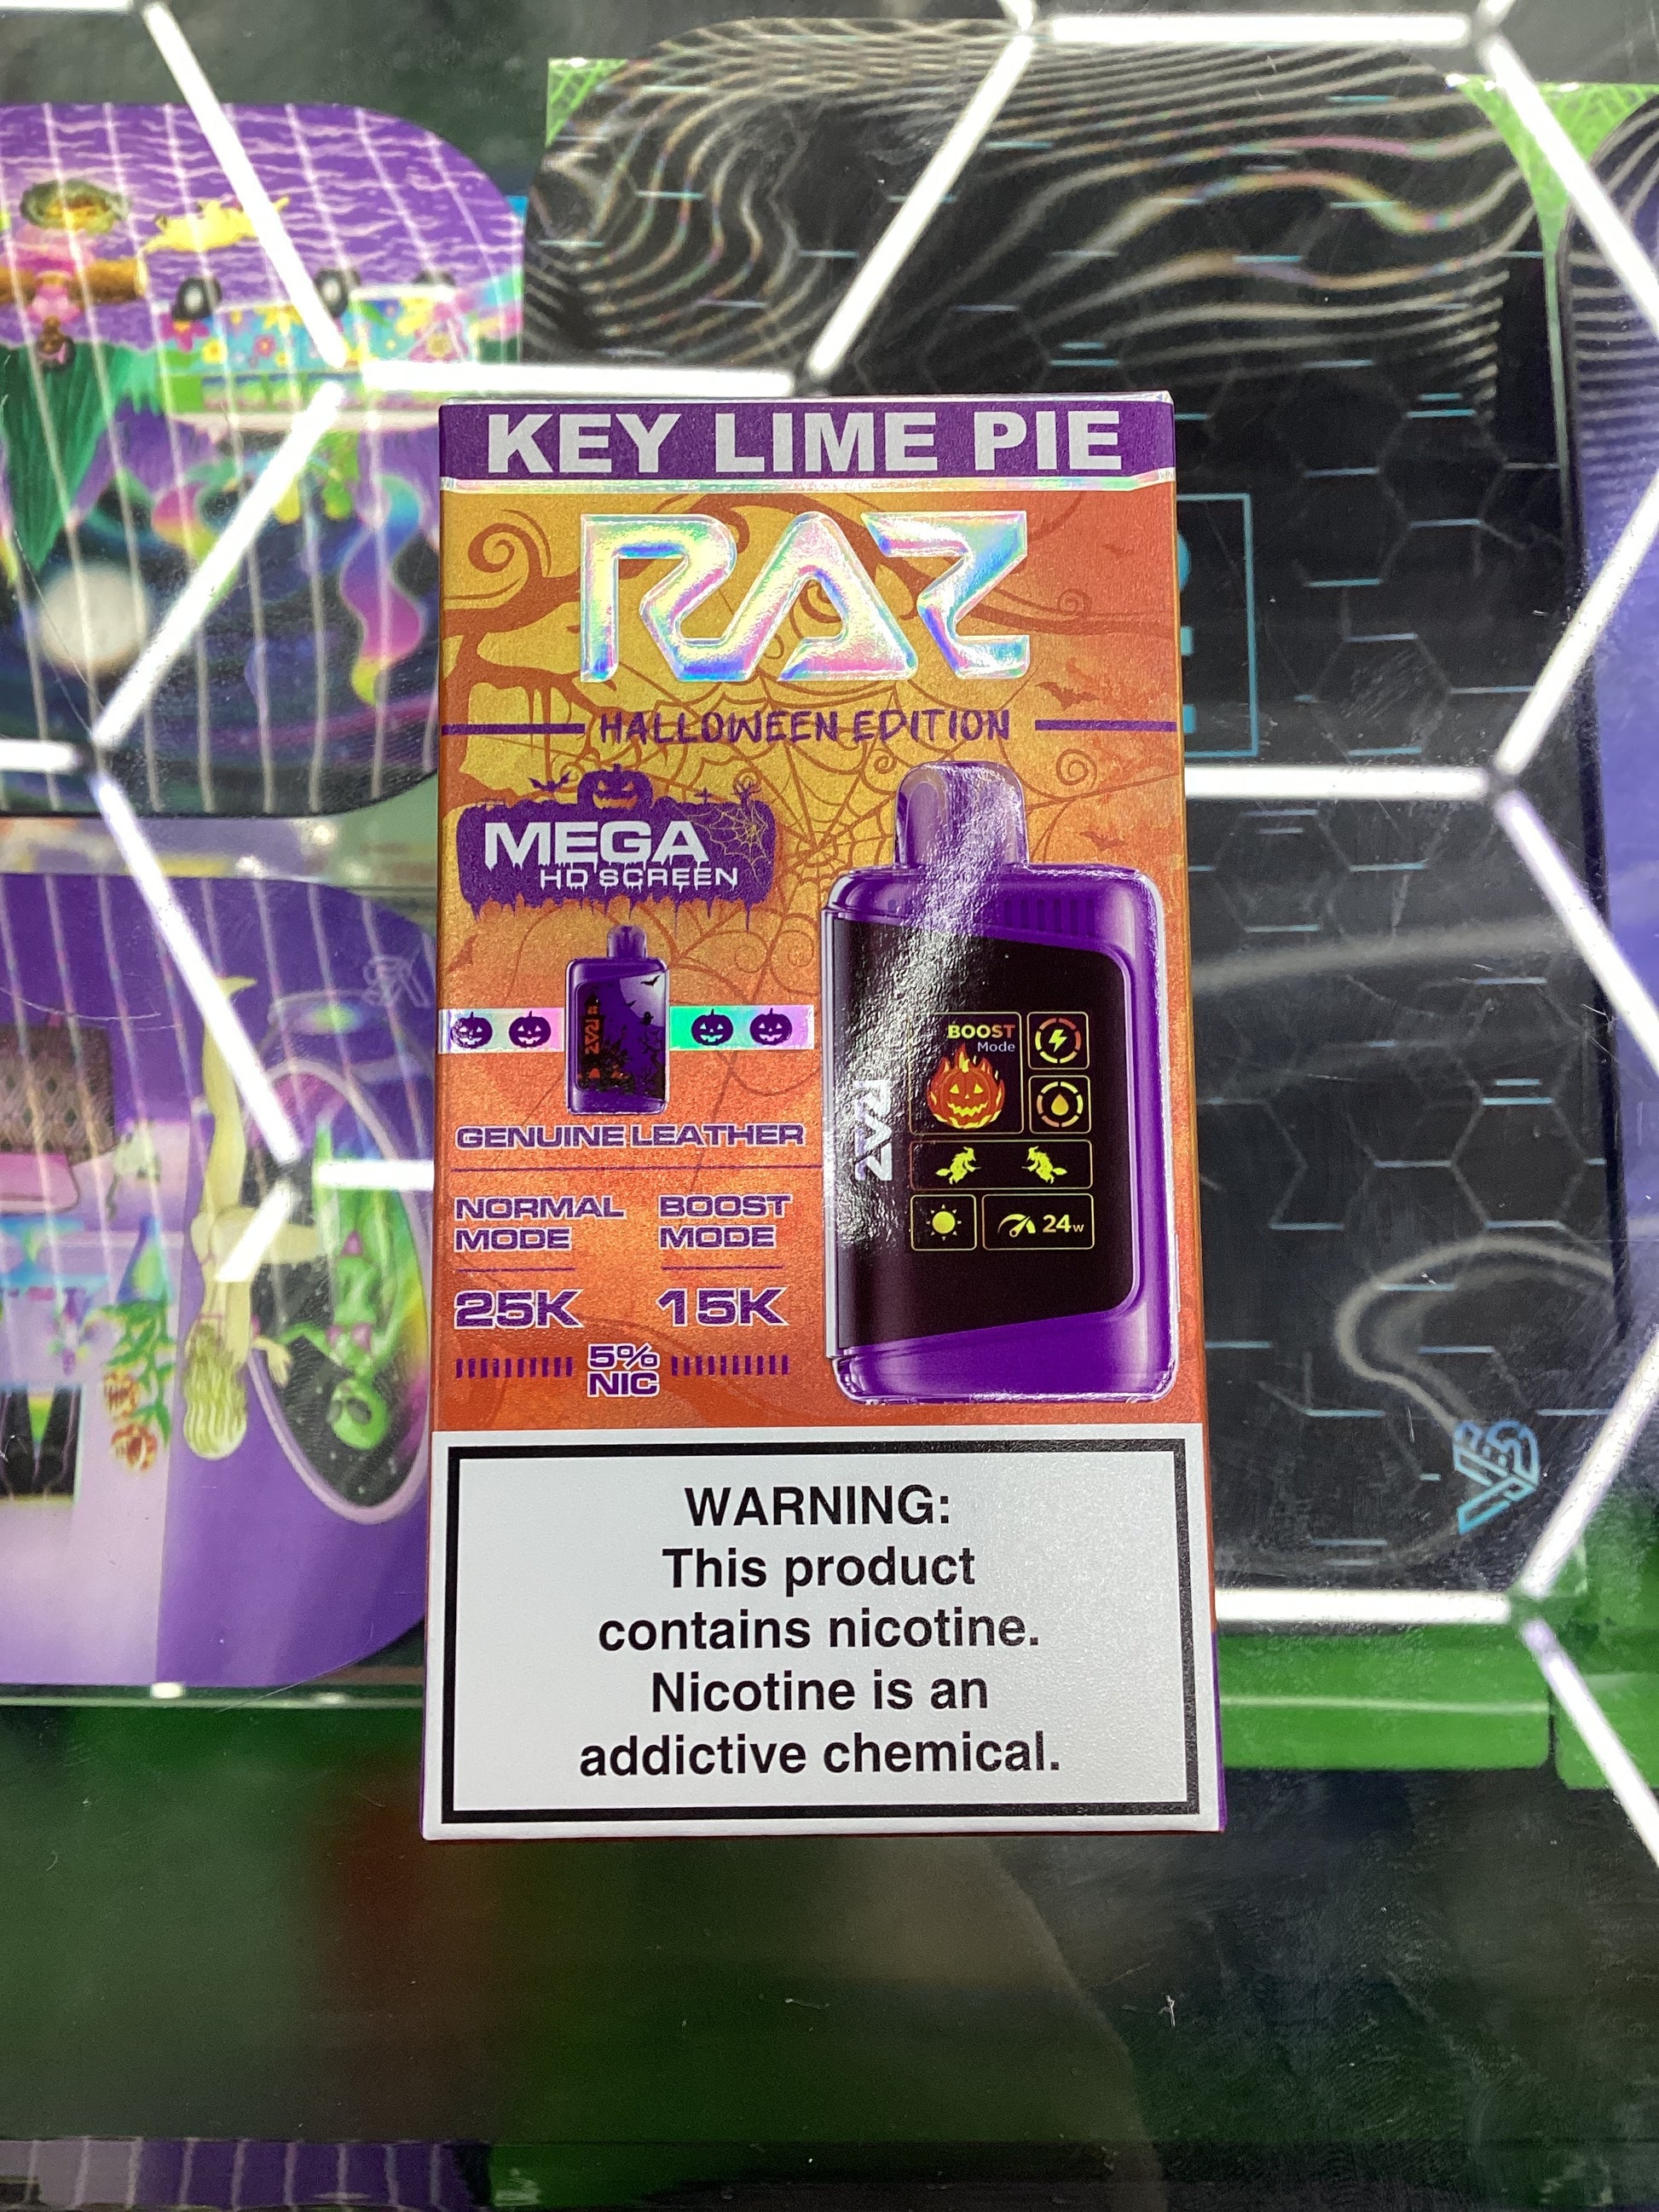 KEY LIME PIE
RAZ
HALLOWEEN EDITION
MEGA
HD SCREEN
RAZ
GENUINE LEATHER
NORMAL
MODE
BOOST
MODE
25K
15K
5%
NIC
BOOST
Mode
RAZ
24w
WARNING:
This product
contains nicotine.
Nicotine is an
addictive chemical.